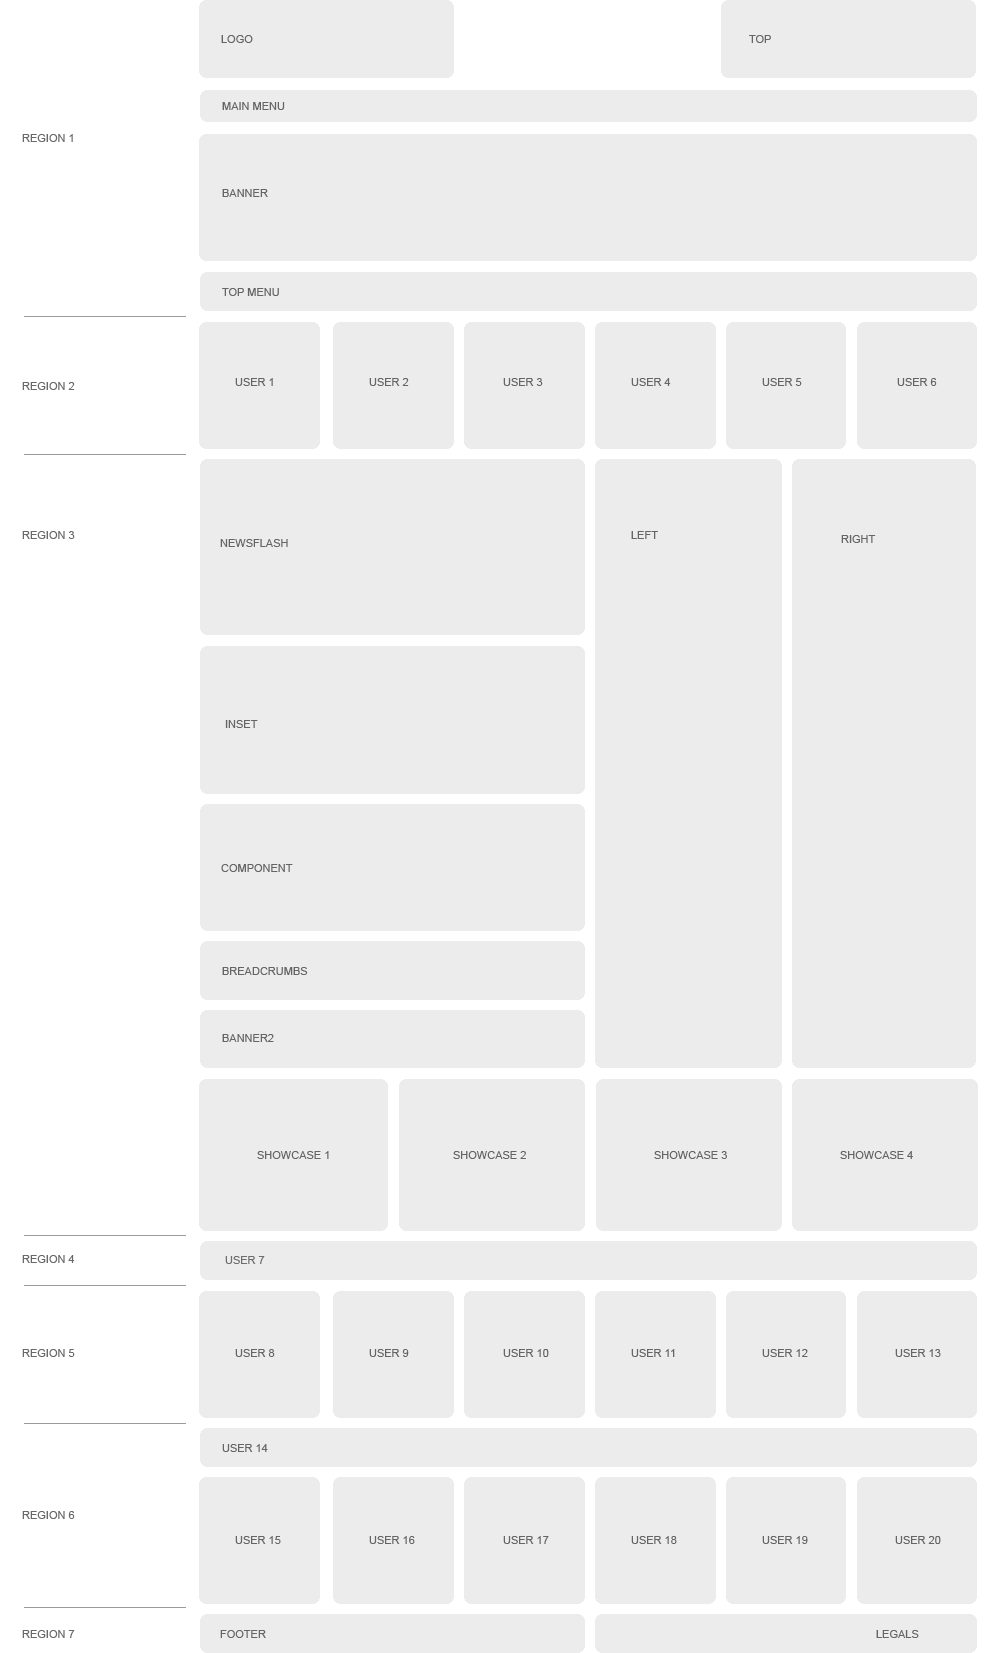 LOGO
TOP
MAIN MENU
REGION 1
BANNER
TOP MENU
REGION 2
USER 1
USER 2
USER 3
USER 4
USER 5
USER 6
REGION 3
NEWSFLASH
LEFT
RIGHT
INSET
COMPONENT
BREADCRUMBS
BANNER2
SHOWCASE 1
SHOWCASE 2
SHOWCASE 3
SHOWCASE 4
REGION 4
USER 7
REGION 5
USER 8
USER 9
USER 10
USER 11
USER 12
USER 13
USER 14
REGION 6
USER 15
USER 16
USER 17
USER 18
USER 19
USER 20
REGION 7
FOOTER
LEGALS